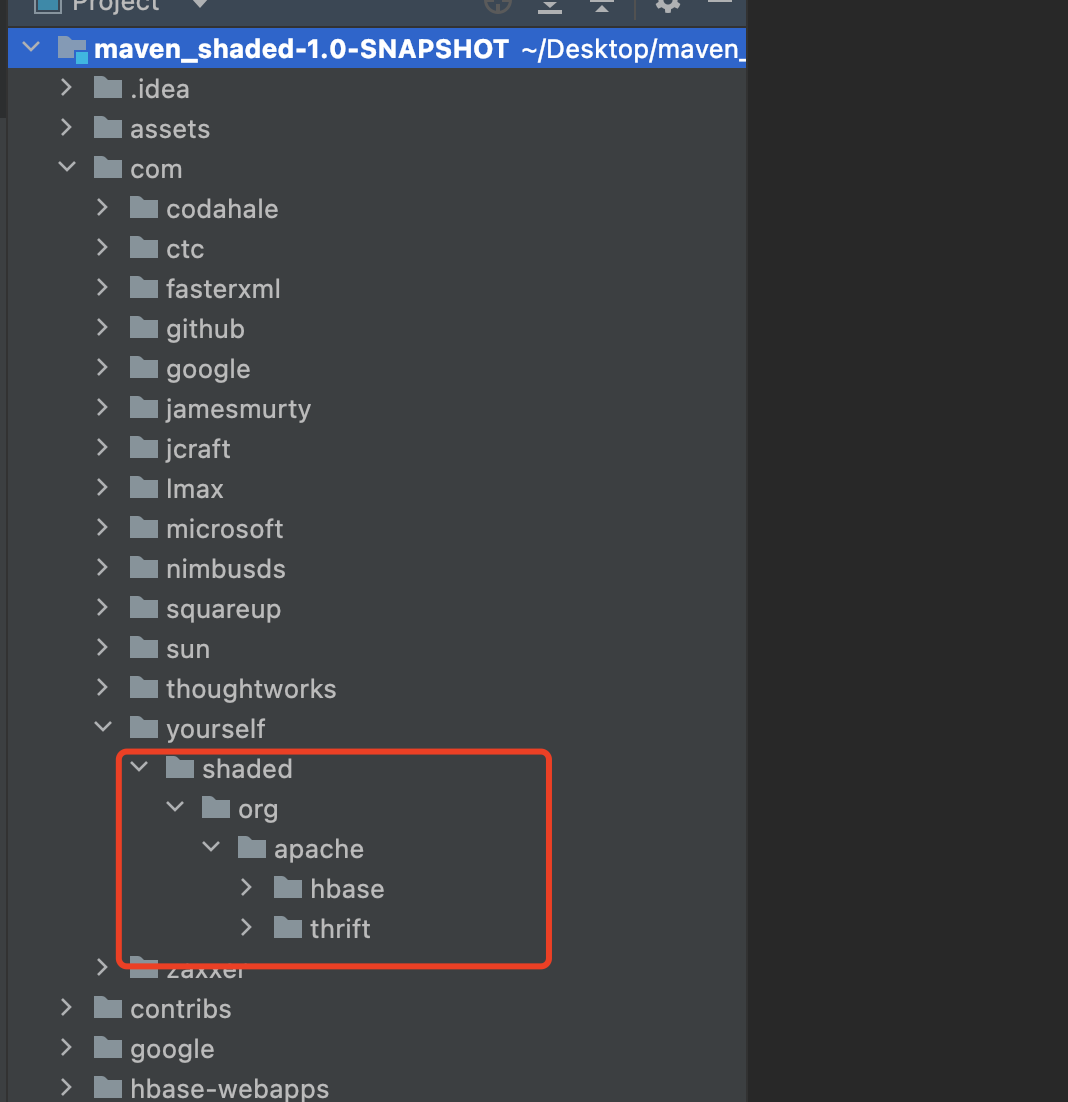 Project
maven_shaded-1.0-SNAPSHOT ~/Desktop/maven_
.idea
assets
com
codahale
ctc
fasterxml
github
google
jamesmurty
jcraft
lmax
microsoft
nimbusds
squareup
sun
thoughtworks
yourself
shaded
org
apache
hbase
thrift
zaxxer
contribs
google
hbase-webapps